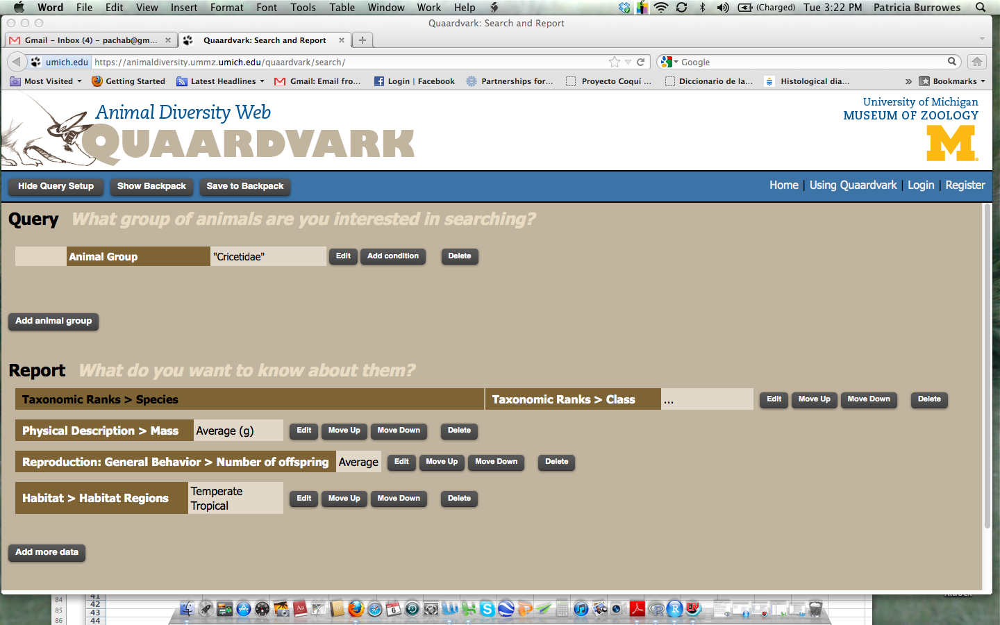 Word File Edit View Insert Format Font Tools Table Window Work Help (Charged) Tue 3:22 PM Patricia Burrowes
Quaardvark: Search and Report
Gmail - Inbox (4) - pachab@gm... Quaardvark: Search and Report
umich.edu https://animaldiversity.ummz.umich.edu/quaardvark/search/ Google
Most Visited Getting Started Latest Headlines Gmail: Email fro... Login | Facebook Partnerships for... Proyecto Coquí ... Diccionario de la... Histological dia... » Bookmarks
Animal Diversity Web
QUAARDVARK
University of Michigan
MUSEUM OF ZOOLOGY
M
Hide Query Setup Show Backpack Save to Backpack Home | Using Quaardvark | Login | Register
Query What group of animals are you interested in searching?
Animal Group "Cricetidae" Edit Add condition Delete
Add animal group
Report What do you want to know about them?
Taxonomic Ranks > Species Taxonomic Ranks > Class ... Edit Move Up Move Down Delete
Physical Description > Mass Average (g) Edit Move Up Move Down Delete
Reproduction: General Behavior > Number of offspring Average Edit Move Up Move Down Delete
Habitat > Habitat Regions Temperate
Tropical Edit Move Up Move Down Delete
Add more data
84 41
85 42
86 43
44